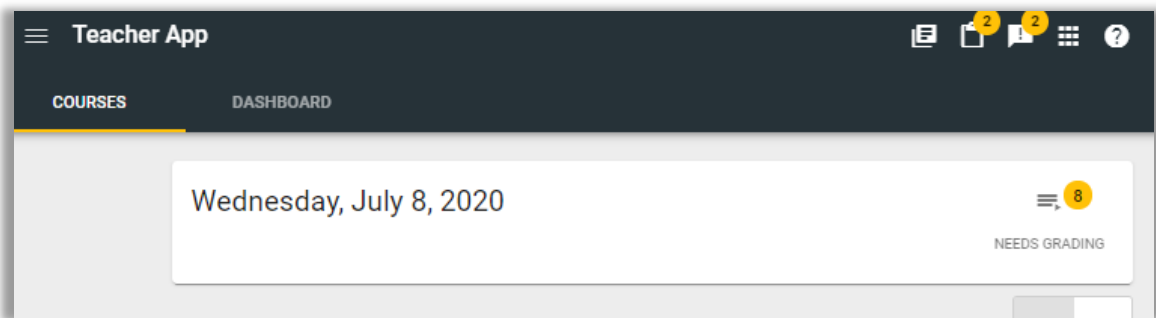 Teacher App
2
2
COURSES
DASHBOARD
Wednesday, July 8, 2020
8
NEEDS GRADING